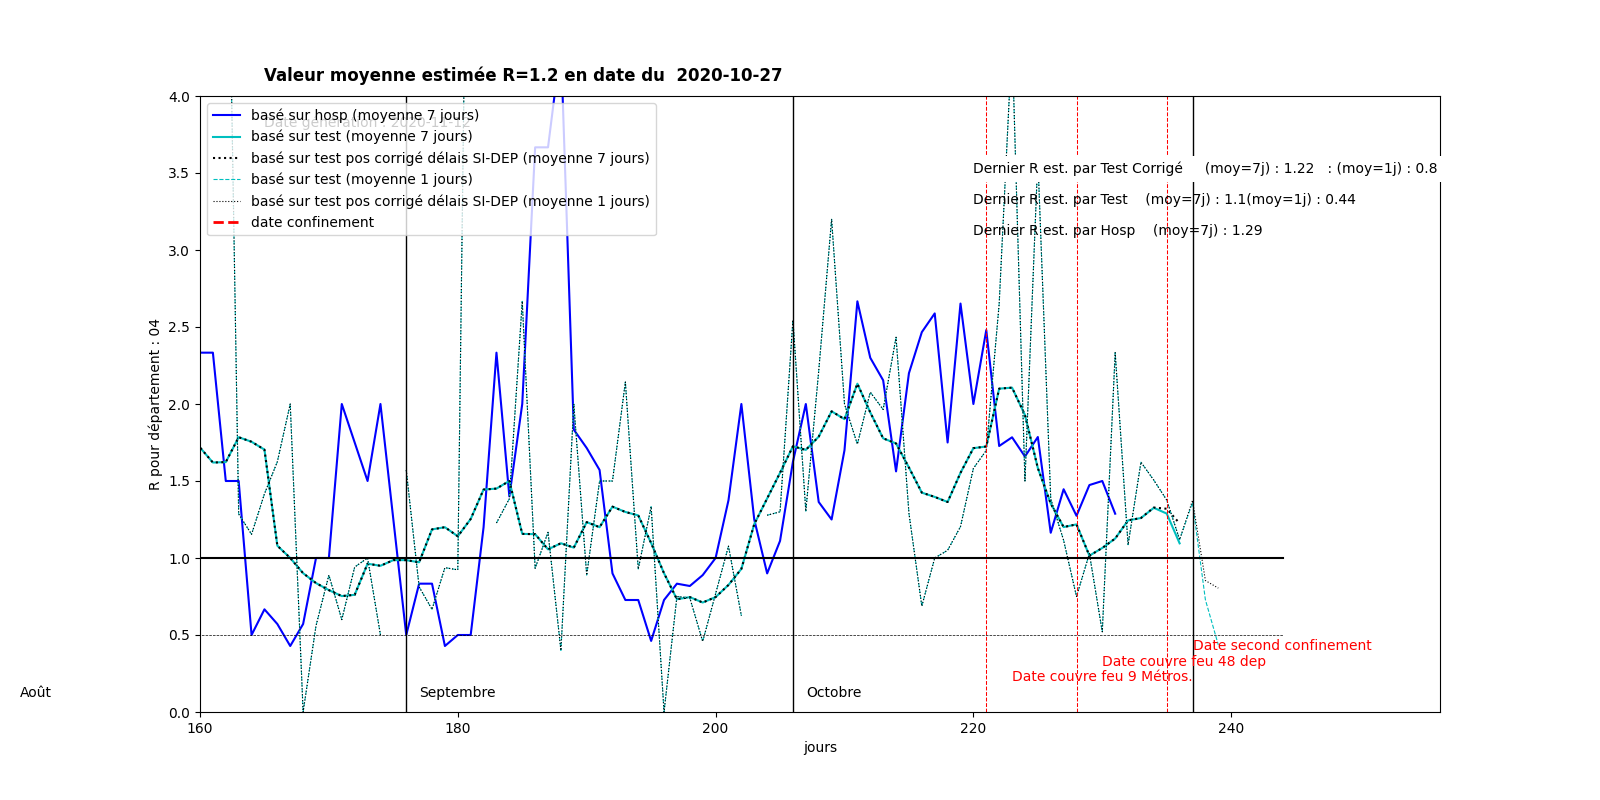 Valeur moyenne estimée R=1.2 en date du  2020-10-27
Date génération : 2020-11-12
basé sur hosp (moyenne 7 jours)
basé sur test (moyenne 7 jours)
basé sur test pos corrigé délais SI-DEP (moyenne 7 jours)
basé sur test (moyenne 1 jours)
basé sur test pos corrigé délais SI-DEP (moyenne 1 jours)
date confinement
Dernier R est. par Test Corrigé     (moy=7j) : 1.22   : (moy=1j) : 0.8
Dernier R est. par Test    (moy=7j) : 1.1(moy=1j) : 0.44
Dernier R est. par Hosp    (moy=7j) : 1.29
4.0
3.5
3.0
2.5
2.0
1.5
1.0
0.5
0.0
R pour département : 04
Date second confinement
Date couvre feu 48 dep
Date couvre feu 9 Métros.
Août
Septembre
Octobre
160
180
200
220
240
jours